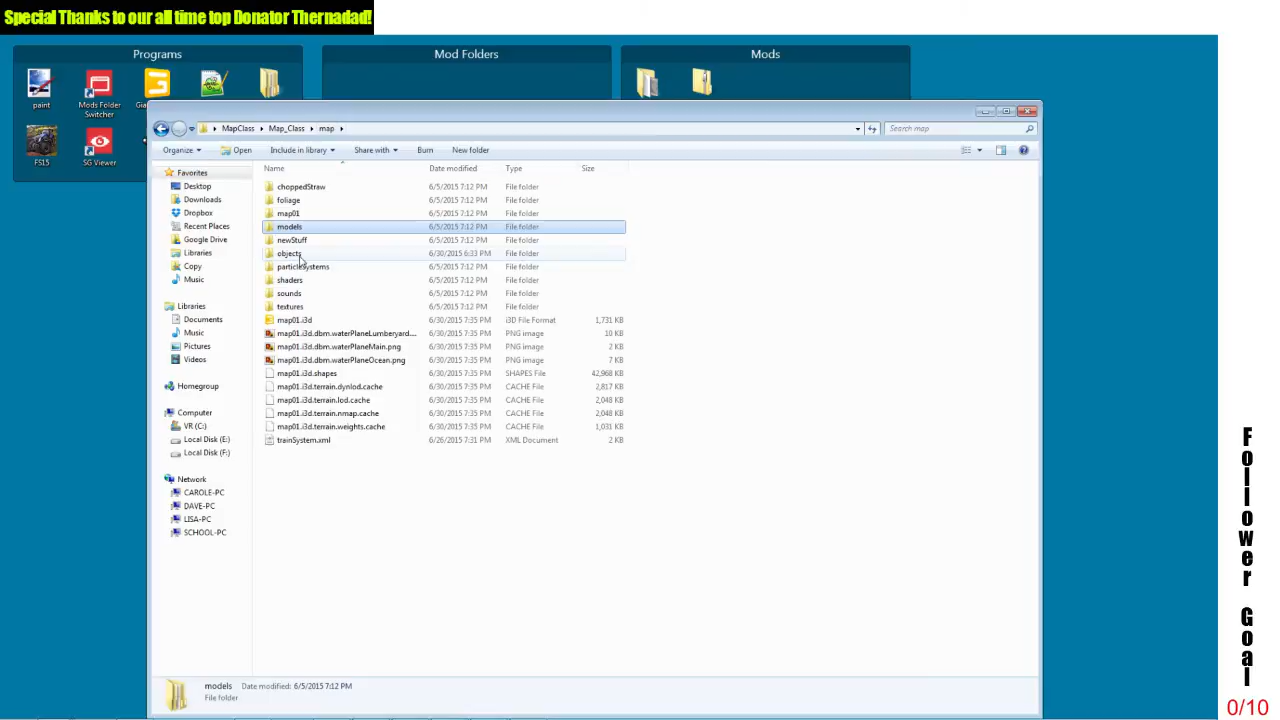 Special Thanks to our all time top Donator Thernadad!
Programs
Mod Folders
Mods
paint
Mods Folder
Switcher
FS15
SG Viewer
MapClass
Map_Class
map
Search map
Organize
Open
Include in library
Share with
Burn
New folder
Favorites
Desktop
Downloads
Dropbox
Recent Places
Google Drive
Libraries
Copy
Music
Libraries
Documents
Music
Pictures
Videos
Homegroup
Computer
VR (C:)
Local Disk (E:)
Local Disk (F:)
Network
CAROLE-PC
DAVE-PC
LISA-PC
SCHOOL-PC
Name Date modified Type Size
choppedStraw 6/5/2015 7:12 PM File folder
foliage 6/5/2015 7:12 PM File folder
map01 6/5/2015 7:12 PM File folder
models 6/5/2015 7:12 PM File folder
newStuff 6/5/2015 7:12 PM File folder
objects 6/30/2015 6:33 PM File folder
particleSystems 6/5/2015 7:12 PM File folder
shaders 6/5/2015 7:12 PM File folder
sounds 6/5/2015 7:12 PM File folder
textures 6/5/2015 7:12 PM File folder
map01.i3d 6/30/2015 7:35 PM i3D File Format 1,731 KB
map01.i3d.dbm.waterPlaneLumberyard.... 6/30/2015 7:35 PM PNG image 10 KB
map01.i3d.dbm.waterPlaneMain.png 6/30/2015 7:35 PM PNG image 2 KB
map01.i3d.dbm.waterPlaneOcean.png 6/30/2015 7:35 PM PNG image 7 KB
map01.i3d.shapes 6/30/2015 7:35 PM SHAPES File 42,968 KB
map01.i3d.terrain.dynlod.cache 6/30/2015 7:35 PM CACHE File 2,817 KB
map01.i3d.terrain.lod.cache 6/30/2015 7:35 PM CACHE File 2,048 KB
map01.i3d.terrain.nmap.cache 6/30/2015 7:35 PM CACHE File 2,048 KB
map01.i3d.terrain.weights.cache 6/30/2015 7:35 PM CACHE File 1,031 KB
trainSystem.xml 6/26/2015 7:31 PM XML Document 2 KB
models Date modified: 6/5/2015 7:12 PM
File folder
Follower Goal
0/10